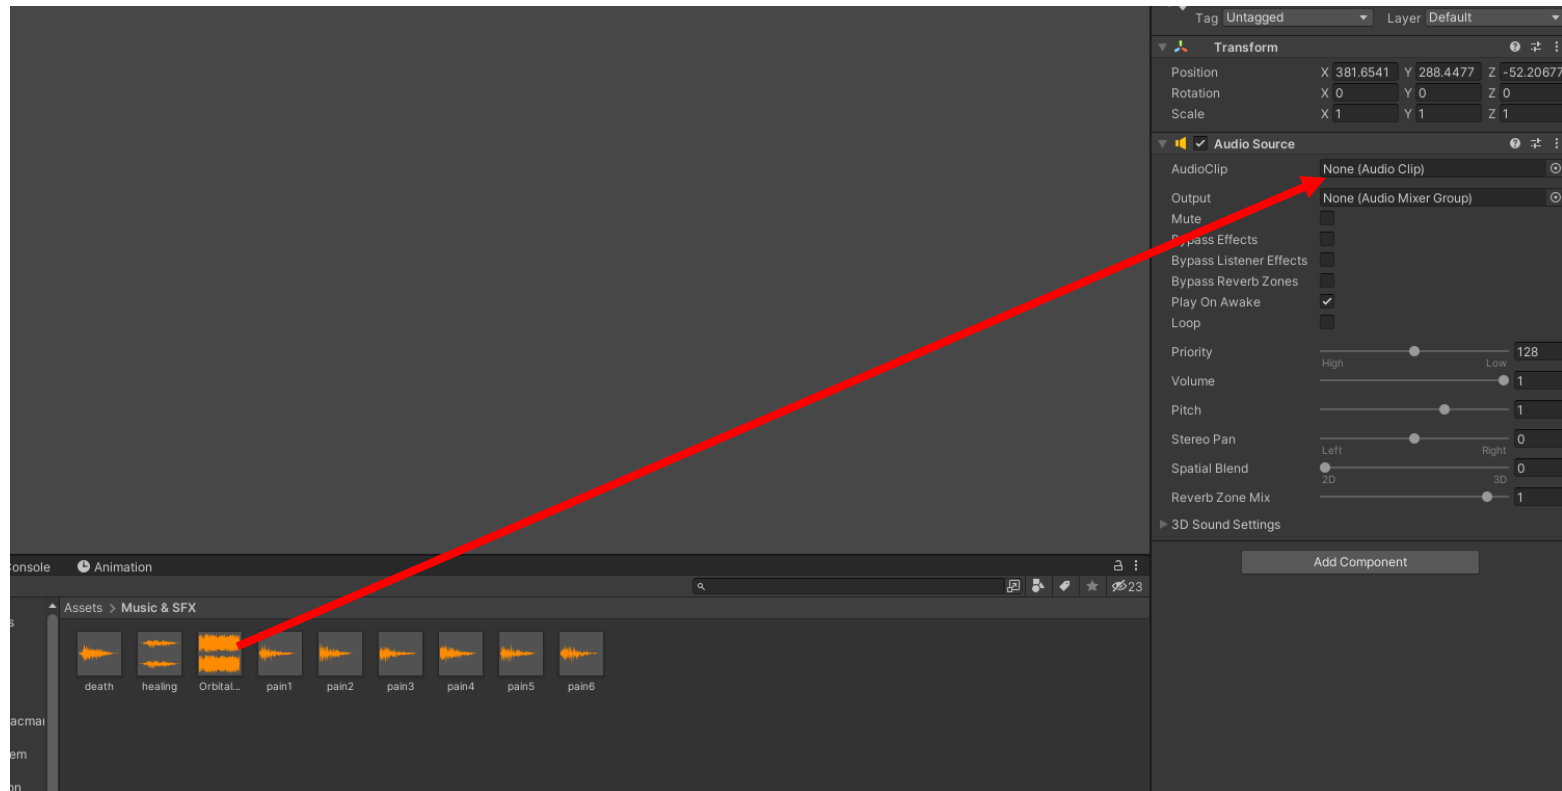 Tag Untagged Layer Default
Transform
Position X 381.6541 Y 288.4477 Z -52.20677
Rotation X 0 Y 0 Z 0
Scale X 1 Y 1 Z 1
Audio Source
AudioClip None (Audio Clip)
Output None (Audio Mixer Group)
Mute
Bypass Effects
Bypass Listener Effects
Bypass Reverb Zones
Play On Awake
Loop
Priority 128
High Low
Volume 1
Pitch 1
Stereo Pan 0
Left Right
Spatial Blend 0
2D 3D
Reverb Zone Mix 1
3D Sound Settings
Add Component
Console Animation
23
Assets > Music & SFX
death healing Orbital... pain1 pain2 pain3 pain4 pain5 pain6